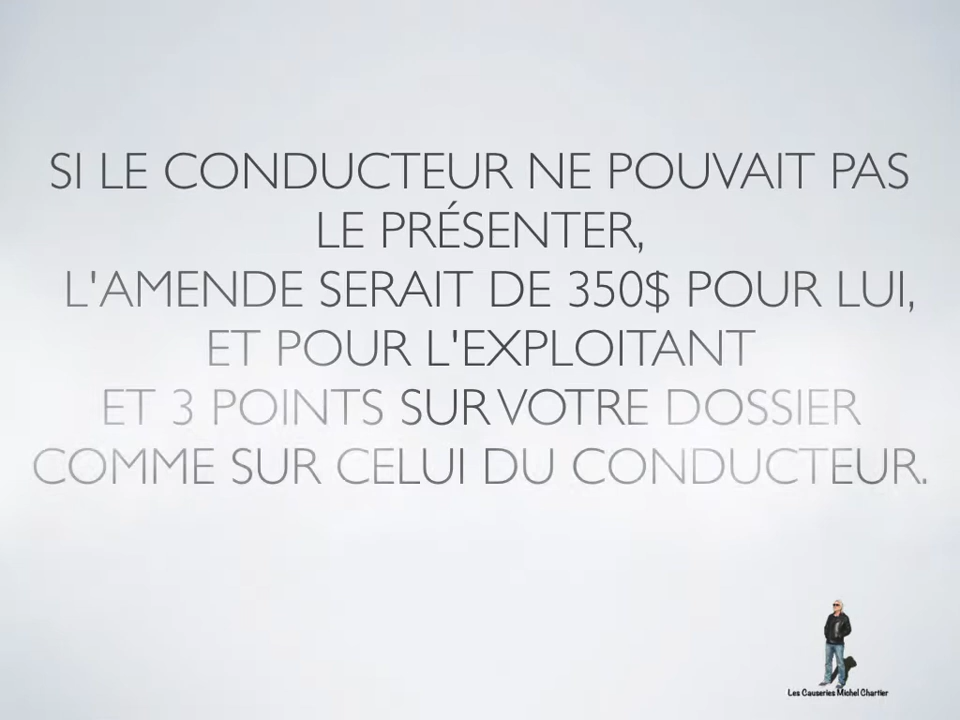 SI LE CONDUCTEUR NE POUVAIT PAS
LE PRÉSENTER,
L'AMENDE SERAIT DE 350$ POUR LUI,
ET POUR L'EXPLOITANT
ET 3 POINTS SUR VOTRE DOSSIER
COMME SUR CELUI DU CONDUCTEUR.
Les Causeries Michel Chartier